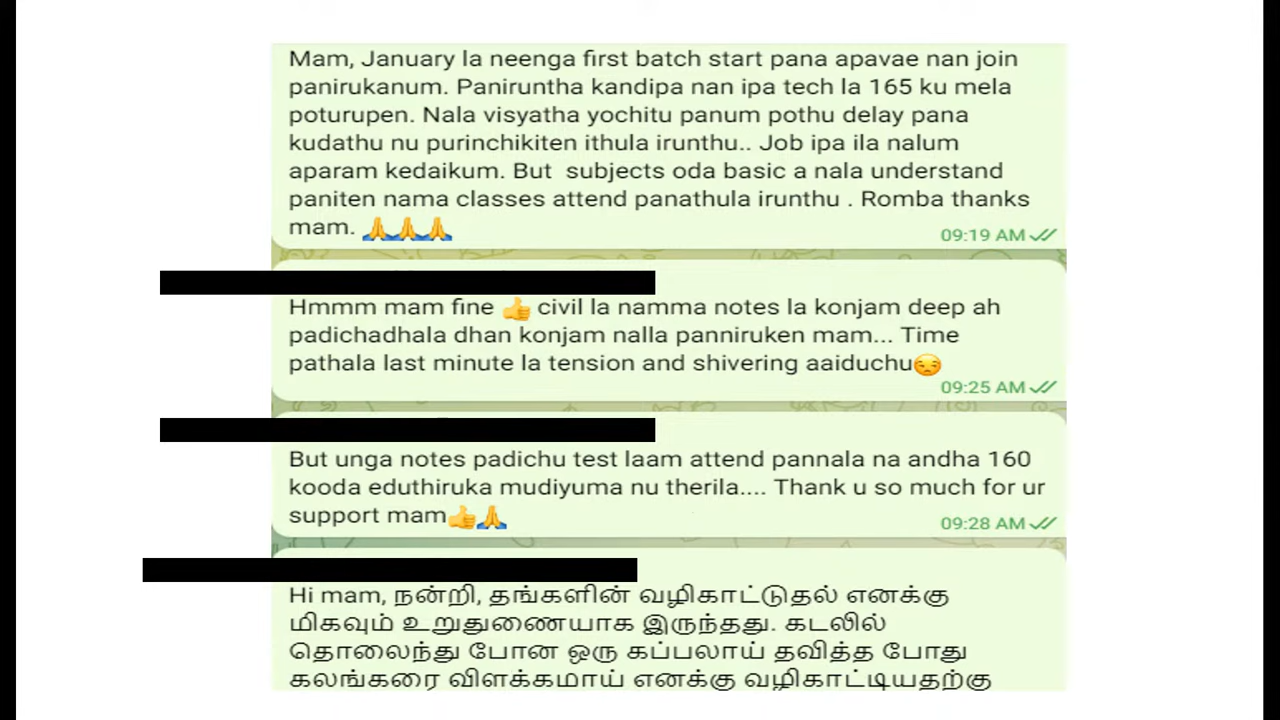 Mam, January la neenga first batch start pana apavae nan join
panirukanum. Paniruntha kandipa nan ipa tech la 165 ku mela
poturupen. Nala visyatha yochitu panum pothu delay pana
kudathu nu purinchikiten ithula irunthu.. Job ipa ila nalum
aparam kedaikum. But subjects oda basic a nala understand
paniten nama classes attend panathula irunthu . Romba thanks
mam. 🙏🙏🙏
09:19 AM
Hmmm mam fine 👍 civil la namma notes la konjam deep ah
padichadhala dhan konjam nalla panniruken mam... Time
pathala last minute la tension and shivering aaiduchu😒
09:25 AM
But unga notes padichu test laam attend pannala na andha 160
kooda eduthiruka mudiyuma nu therila.... Thank u so much for ur
support mam👍🙏
09:28 AM
Hi mam, நன்றி, தங்களின் வழிகாட்டுதல் எனக்கு
மிகவும் உறுதுணையாக இருந்தது. கடலில்
தொலைந்து போன ஒரு கப்பலாய் தவித்த போது
கலங்கரை விளக்கமாய் எனக்கு வழிகாட்டியதற்கு